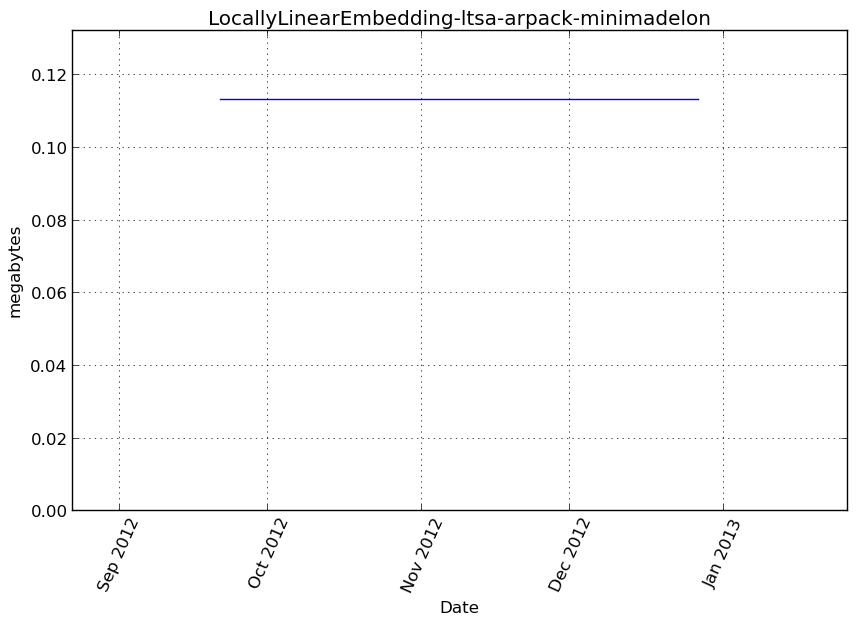 LocallyLinearEmbedding-ltsa-arpack-minimadelon
0.12
0.10
0.08
0.06
0.04
0.02
0.00
megabytes
Sep 2012
Oct 2012
Nov 2012
Dec 2012
Jan 2013
Date